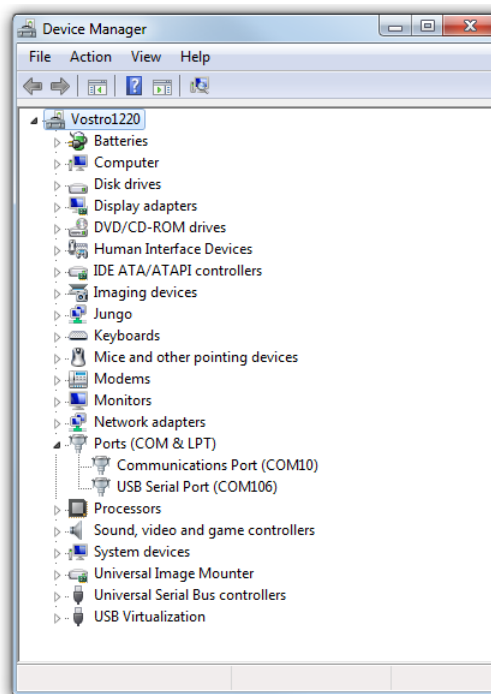 Device Manager
File Action View Help
Vostro1220
Batteries
Computer
Disk drives
Display adapters
DVD/CD-ROM drives
Human Interface Devices
IDE ATA/ATAPI controllers
Imaging devices
Jungo
Keyboards
Mice and other pointing devices
Modems
Monitors
Network adapters
Ports (COM & LPT)
Communications Port (COM10)
USB Serial Port (COM106)
Processors
Sound, video and game controllers
System devices
Universal Image Mounter
Universal Serial Bus controllers
USB Virtualization